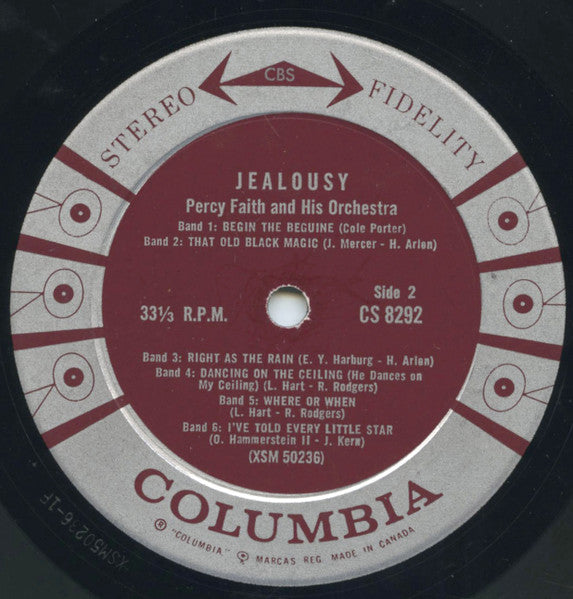 STEREO FIDELITY
CBS
JEALOUSY
Percy Faith and His Orchestra
Band 1: BEGIN THE BEGUINE (Cole Porter)
Band 2: THAT OLD BLACK MAGIC (J. Mercer - H. Arlen)
33⅓ R.P.M.
Side 2
CS 8292
Band 3: RIGHT AS THE RAIN (E. Y. Harburg - H. Arlen)
Band 4: DANCING ON THE CEILING (He Dances on
My Ceiling) (L. Hart - R. Rodgers)
Band 5: WHERE OR WHEN
(L. Hart - R. Rodgers)
Band 6: I'VE TOLD EVERY LITTLE STAR
(O. Hammerstein II - J. Kern)
(XSM 50236)
COLUMBIA
® "COLUMBIA" MARCAS REG. MADE IN CANADA
XSM50236-1F